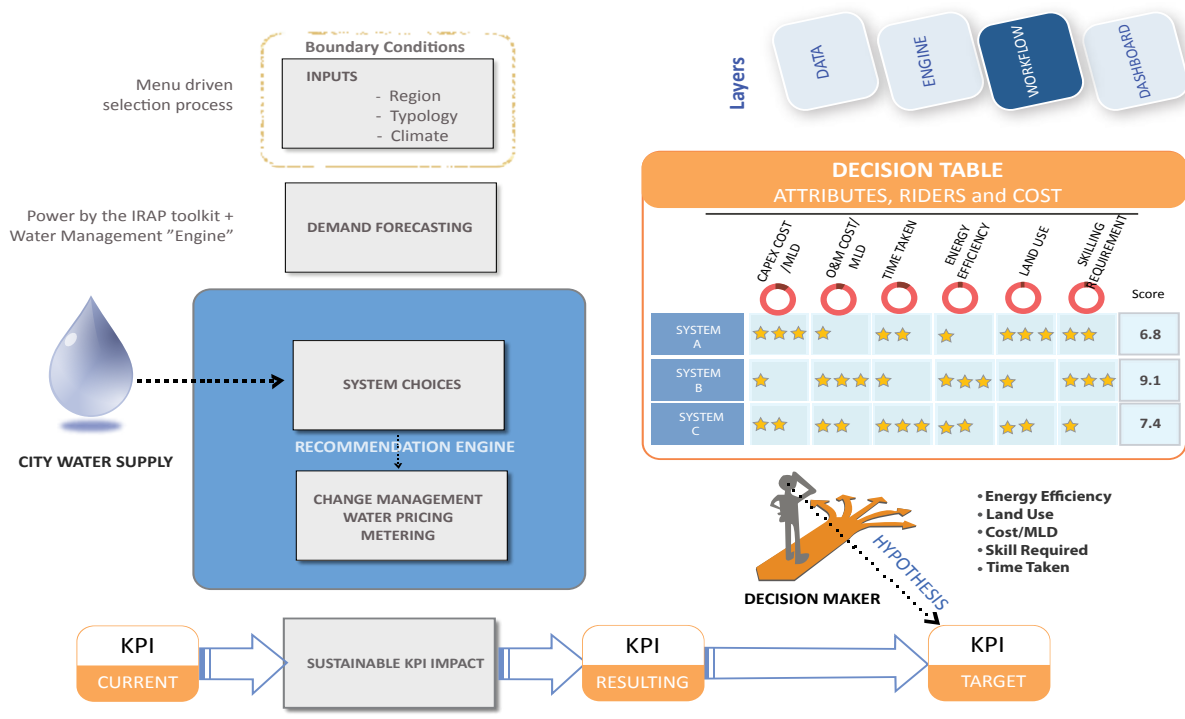 Boundary Conditions
INPUTS
- Region
- Typology
- Climate
Menu driven
selection process
DEMAND FORECASTING
Power by the IRAP toolkit +
Water Management ”Engine”
SYSTEM CHOICES
RECOMMENDATION ENGINE
CHANGE MANAGEMENT
WATER PRICING
METERING
CITY WATER SUPPLY
Layers
DATA
ENGINE
WORKFLOW
DASHBOARD
DECISION TABLE
ATTRIBUTES, RIDERS and COST
CAPEX COST
/MLD
O&M COST/
MLD
TIME TAKEN
ENERGY
EFFICIENCY
LAND USE
SKILLING
REQUIREMENT
Score
SYSTEM
A
6.8
SYSTEM
B
9.1
SYSTEM
C
7.4
• Energy Efficiency
• Land Use
• Cost/MLD
• Skill Required
• Time Taken
HYPOTHESIS
DECISION MAKER
KPI
CURRENT
SUSTAINABLE KPI IMPACT
KPI
RESULTING
KPI
TARGET